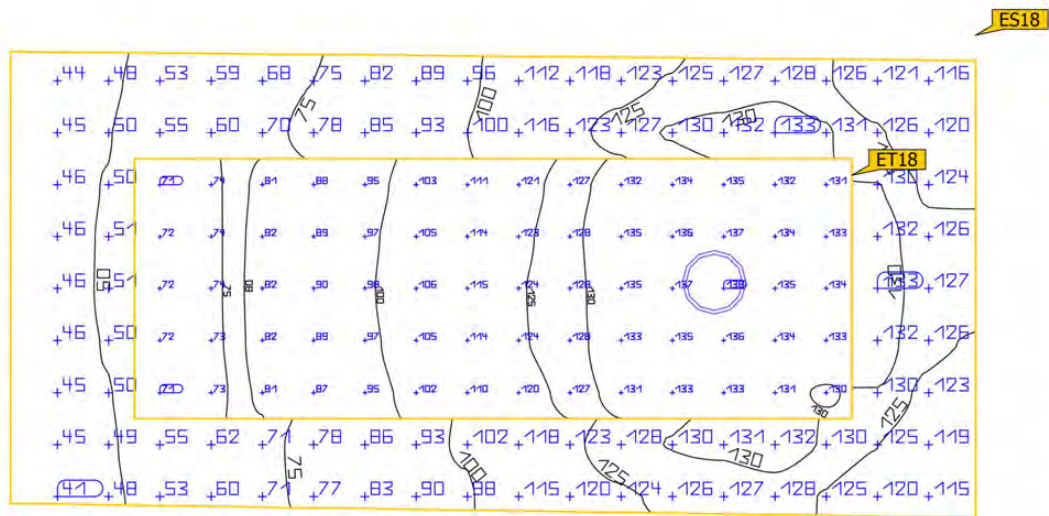 ES18
+44 +48 +53 +59 +68 +75 +82 +89 +96 +112 +118 +123 +125 +127 +128 +126 +121 +116
75 100 125 130
+45 +50 +55 +60 +70 +78 +85 +93 +100 +116 +123 +127 +130 +132 +133 +131 +126 +120
ET18
+46 +50 +71 +74 +81 +88 +95 +103 +111 +121 +127 +132 +134 +135 +132 +131 +130 +124
+46 +51 +72 +74 +82 +89 +97 +105 +114 +123 +128 +135 +136 +137 +134 +133 +132 +126
+46 +51 +72 +74 +82 +90 +98 +106 +115 +124 +128 +135 +137 +138 +135 +134 +133 +127
50 75 80 100 125 130 130
+46 +50 +72 +73 +82 +89 +97 +105 +114 +124 +128 +133 +135 +136 +134 +133 +132 +126
+45 +50 +71 +73 +81 +87 +95 +102 +110 +120 +127 +131 +133 +133 +131 +130 +130 +123
130 125
+45 +49 +55 +62 +71 +78 +86 +93 +102 +118 +123 +128 +130 +131 +132 +130 +125 +119
75 100 125 130
+41 +48 +53 +60 +71 +77 +83 +90 +98 +115 +120 +124 +126 +127 +128 +125 +120 +115